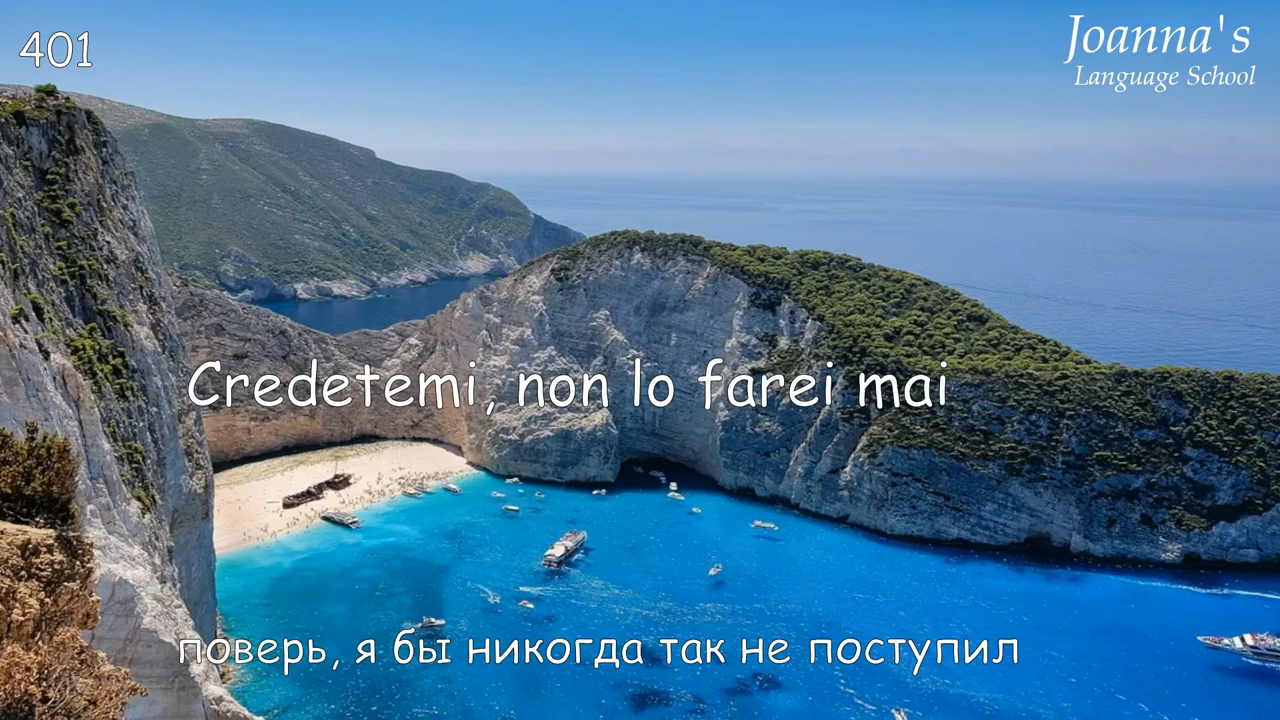 401
Joanna's
Language School
Credetemi, non lo farei mai
поверь, я бы никогда так не поступил